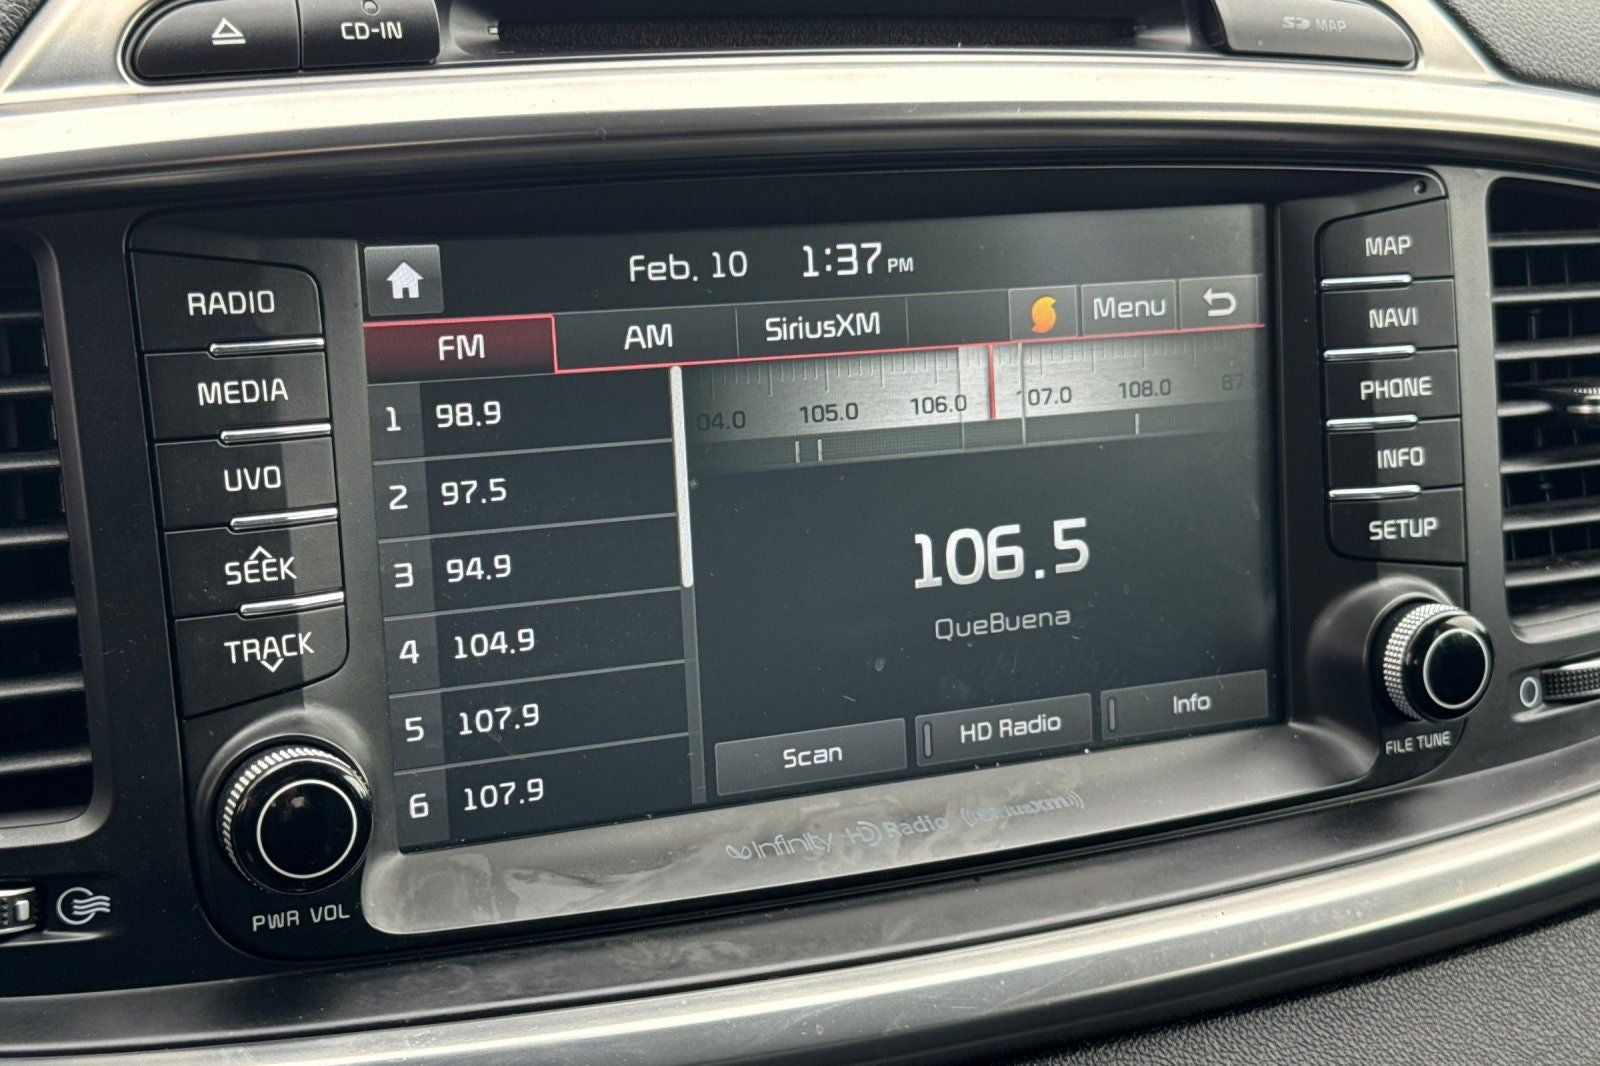 CD-IN
SD MAP
RADIO
MEDIA
UVO
SEEK
TRACK
PWR VOL
Feb. 10 1:37 PM
FM AM SiriusXM Menu
1 98.9
2 97.5
3 94.9
4 104.9
5 107.9
6 107.9
04.0 105.0 106.0 107.0 108.0 87.
106.5
QueBuena
Scan HD Radio Info
Infinity HD Radio ((SiriusXM))
MAP
NAVI
PHONE
INFO
SETUP
FILE TUNE